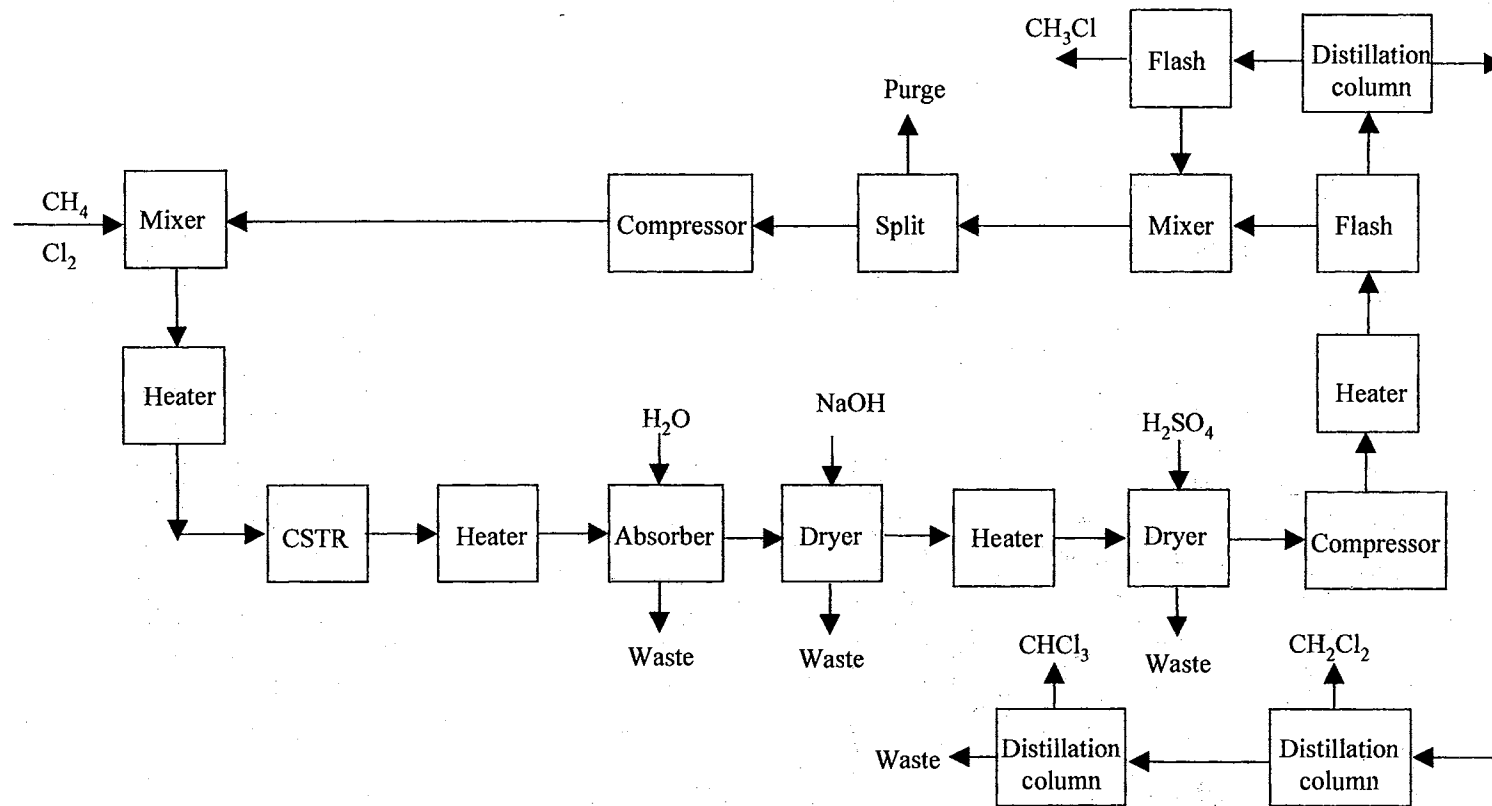 CH₃Cl
Flash
Distillation
column
Purge
CH₄
Cl₂
Mixer
Compressor
Split
Mixer
Flash
Heater
Heater
H₂O
NaOH
H₂SO₄
CSTR
Heater
Absorber
Dryer
Heater
Dryer
Compressor
Waste
Waste
Waste
CHCl₃
CH₂Cl₂
Waste
Distillation
column
Distillation
column